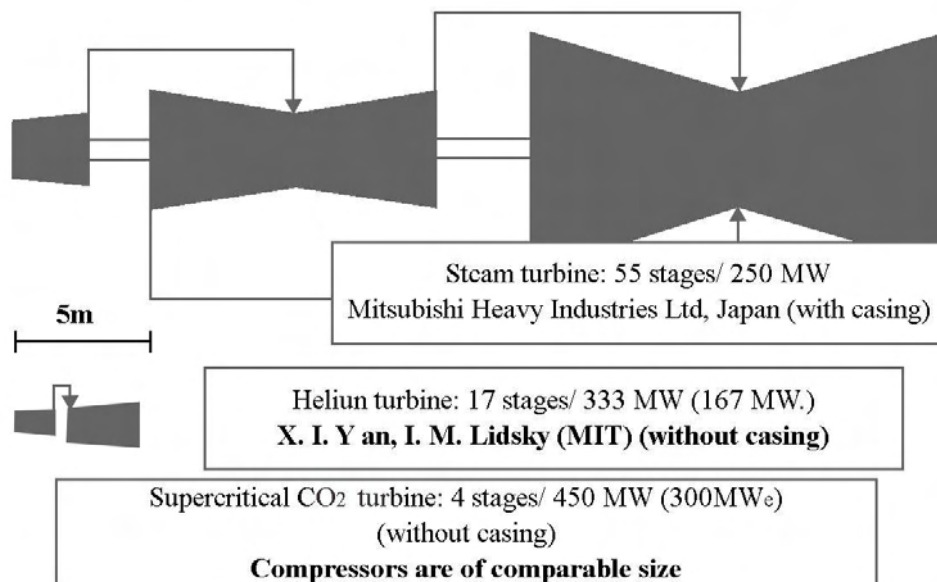 Stcam turbine: 55 stages/ 250 MW
Mitsubishi Heavy Industries Ltd, Japan (with casing)
5m
Heliun turbine: 17 stages/ 333 MW (167 MW.)
X. I. Y an, I. M. Lidsky (MIT) (without casing)
Supercritical CO₂ turbine: 4 stages/ 450 MW (300MWe)
(without casing)
Compressors are of comparable size